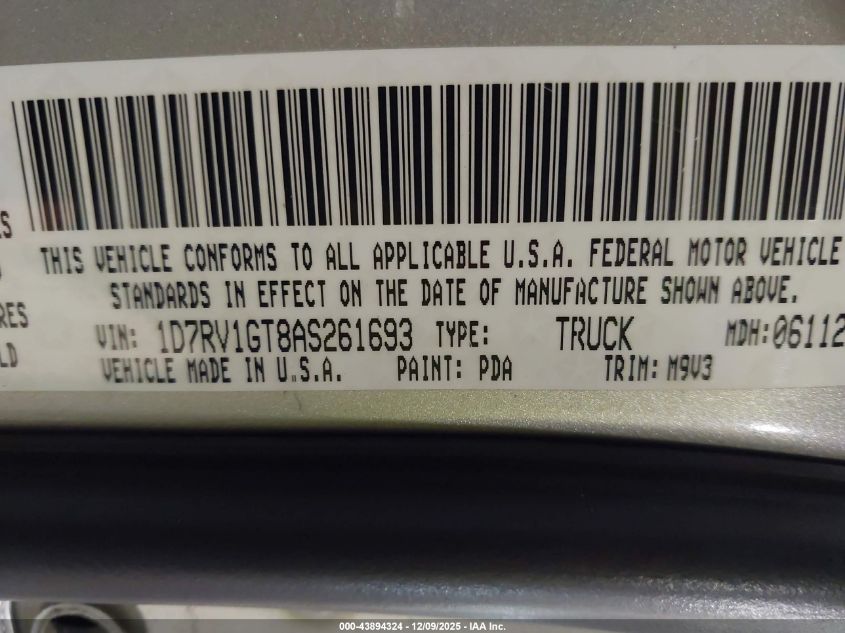 THIS VEHICLE CONFORMS TO ALL APPLICABLE U.S.A. FEDERAL MOTOR VEHICLE
STANDARDS IN EFFECT ON THE DATE OF MANUFACTURE SHOWN ABOVE.
VIN: 1D7RV1GT8AS261693 TYPE: TRUCK MDH: 06112
VEHICLE MADE IN U.S.A. PAINT: PDA TRIM: M9V3
000-43894324 - 12/09/2025 - IAA Inc.